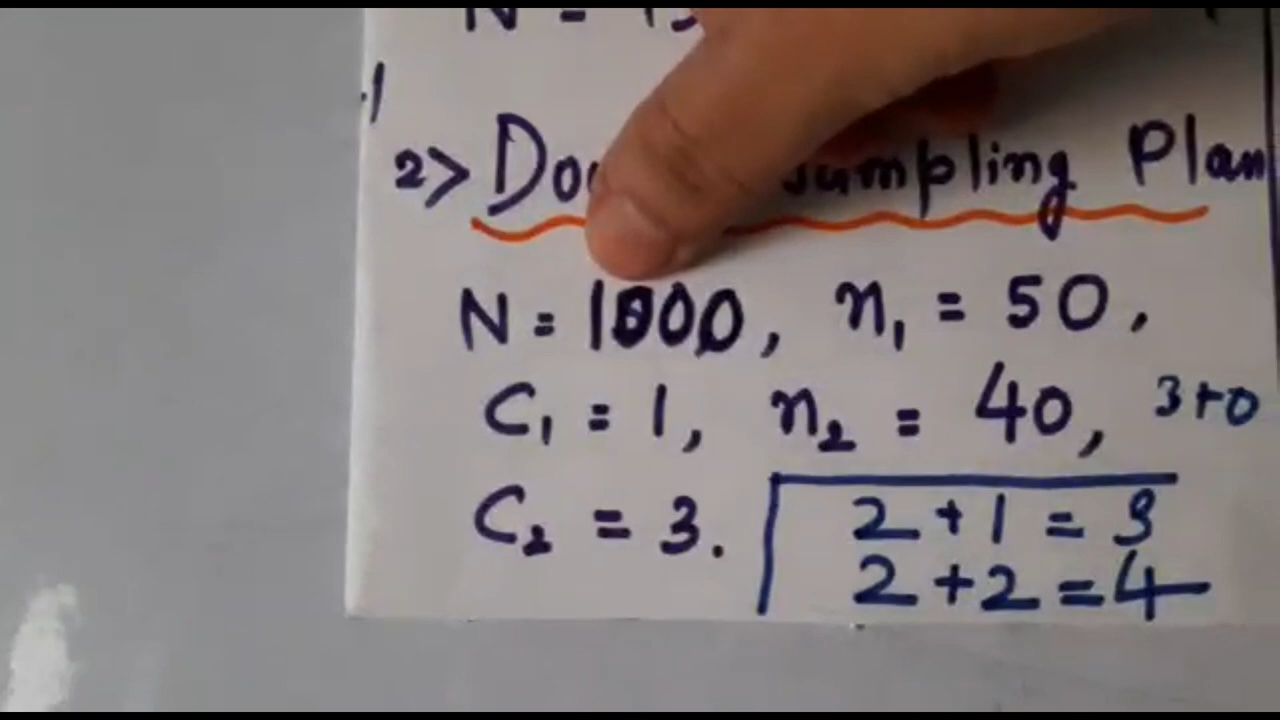 2> Sampling Plan
N = 1000, n₁ = 50,
C₁ = 1, n₂ = 40, 3+0
C₂ = 3. 2 + 1 = 3
2 + 2 = 4